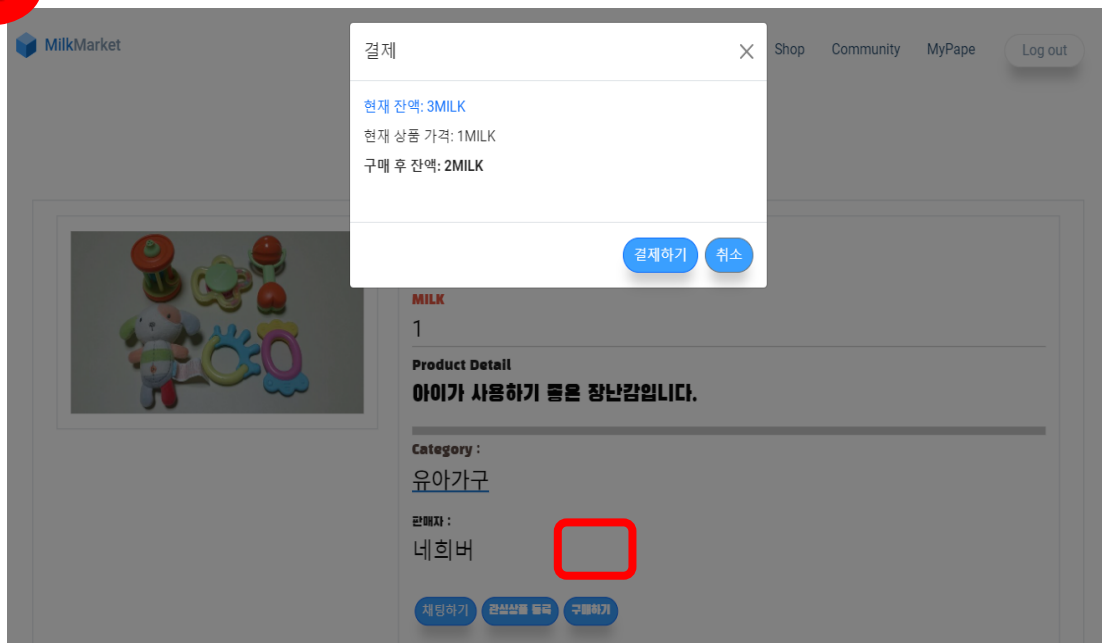 MilkMarket
Shop Community MyPape Log out
결제
현재 잔액: 3MILK
현재 상품 가격: 1MILK
구매 후 잔액: 2MILK
결제하기 취소
MILK
1
Product Detail
아이가 사용하기 좋은 장난감입니다.
Category :
유아가구
판매자 :
네희버
채팅하기 관심상품 등록 구매하기